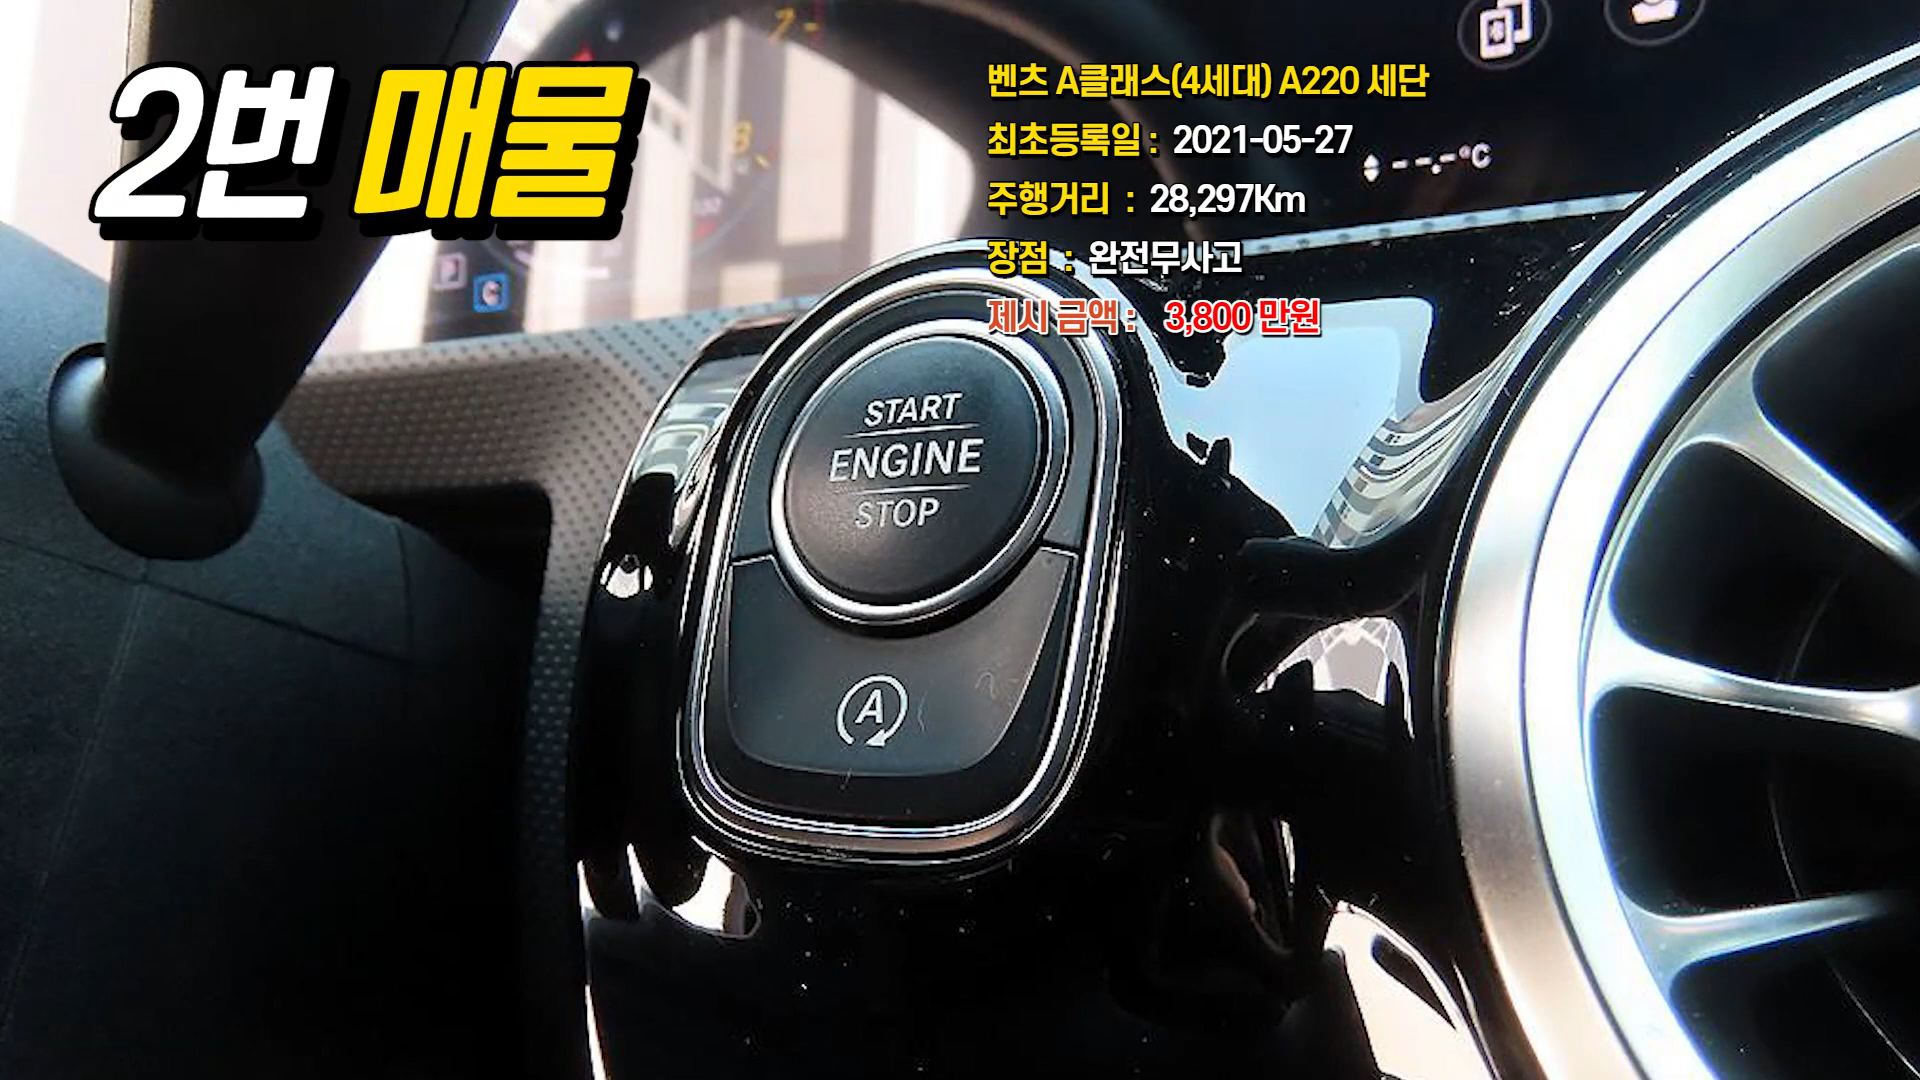 2번 매물
벤츠 A클래스(4세대) A220 세단
최초등록일 : 2021-05-27
주행거리 : 28,297Km
장점 : 완전무사고
제시 금액 : 3,800 만원
--.-°C
START
ENGINE
STOP
A